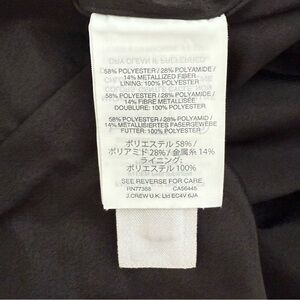 58% POLYESTER / 28% POLYAMIDE /
14% METALLIZED FIBER
LINING: 100% POLYESTER
58% POLYESTER / 28% POLYAMIDE /
14% FIBRE METALLISÉE
DOUBLURE: 100% POLYESTER
58% POLYESTER / 28% POLYAMID /
14% METALLISIERTES FASERGEWEBE
FUTTER: 100% POLYESTER
ポリエステル 58% /
ポリアミド 28% / 金属糸 14%
ライニング:
ポリエステル 100%
SEE REVERSE FOR CARE
RN77388 CA56445
J.CREW U.K. Ltd EC4V 6JA